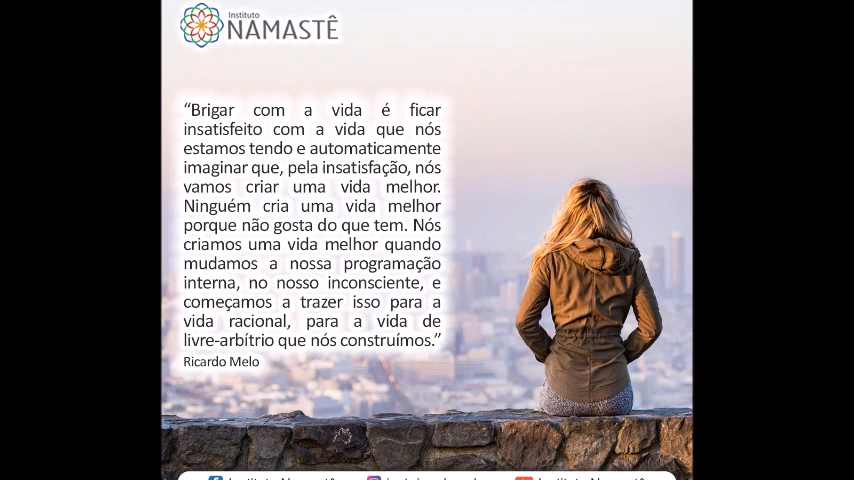 Instituto
NAMASTÊ
“Brigar com a vida é ficar
insatisfeito com a vida que nós
estamos tendo e automaticamente
imaginar que, pela insatisfação, nós
vamos criar uma vida melhor.
Ninguém cria uma vida melhor
porque não gosta do que tem. Nós
criamos uma vida melhor quando
mudamos a nossa programação
interna, no nosso inconsciente, e
começamos a trazer isso para a
vida racional, para a vida de
livre-arbítrio que nós construímos.”
Ricardo Melo